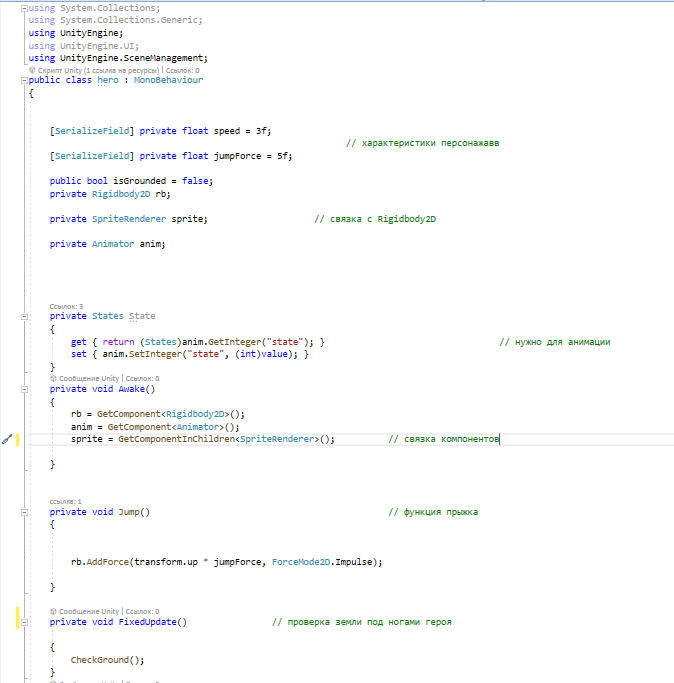 using System.Collections;
using System.Collections.Generic;
using UnityEngine;
using UnityEngine.UI;
using UnityEngine.SceneManagement;
Скрипт Unity (1 ссылка на ресурсы) | Ссылок: 0
public class hero : MonoBehaviour
{
[SerializeField] private float speed = 3f;
// характеристики персонажавв
[SerializeField] private float jumpForce = 5f;
public bool isGrounded = false;
private Rigidbody2D rb;
private SpriteRenderer sprite; // связка с Rigidbody2D
private Animator anim;
Ссылок: 3
private States State
{
get { return (States)anim.GetInteger("state"); } // нужно для анимации
set { anim.SetInteger("state", (int)value); }
}
Сообщение Unity | Ссылок: 0
private void Awake()
{
rb = GetComponent<Rigidbody2D>();
anim = GetComponent<Animator>();
sprite = GetComponentInChildren<SpriteRenderer>(); // связка компонентов
}
ссылка: 1
private void Jump() // функция прыжка
{
rb.AddForce(transform.up * jumpForce, ForceMode2D.Impulse);
}
Сообщение Unity | Ссылок: 0
private void FixedUpdate() // проверка земли под ногами героя
{
CheckGround();
}